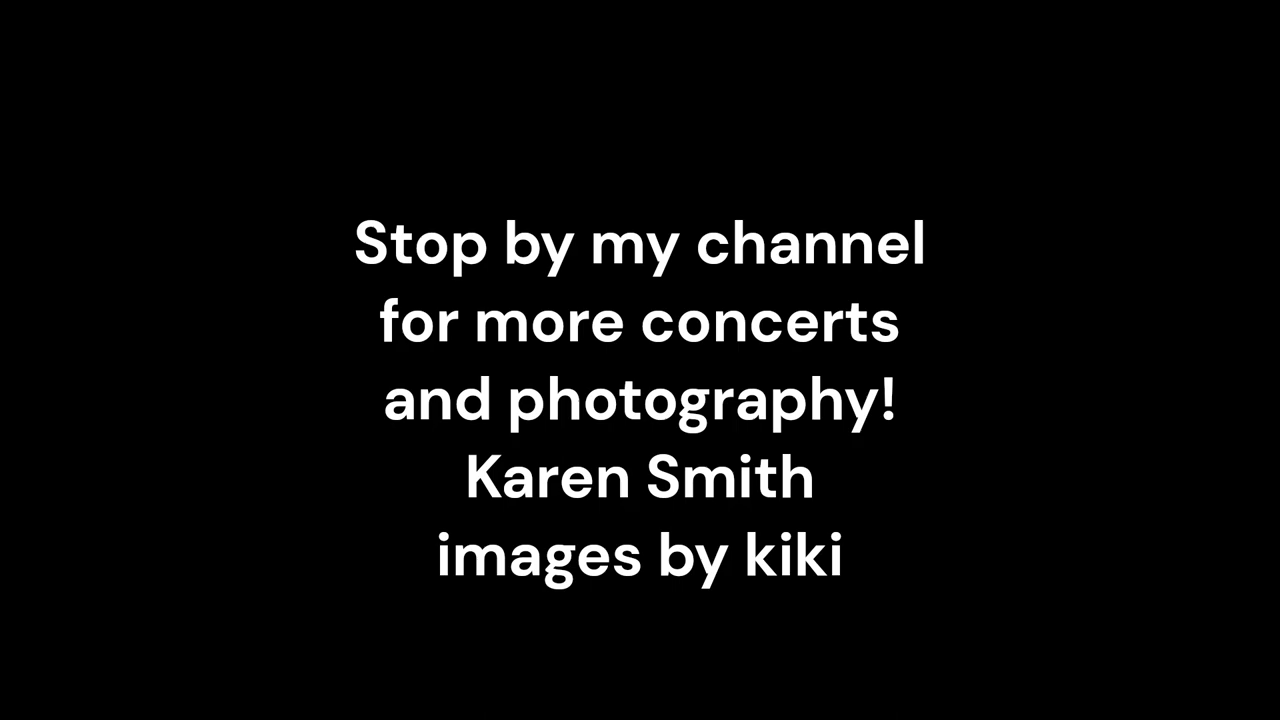 Stop by my channel
for more concerts
and photography!
Karen Smith
images by kiki